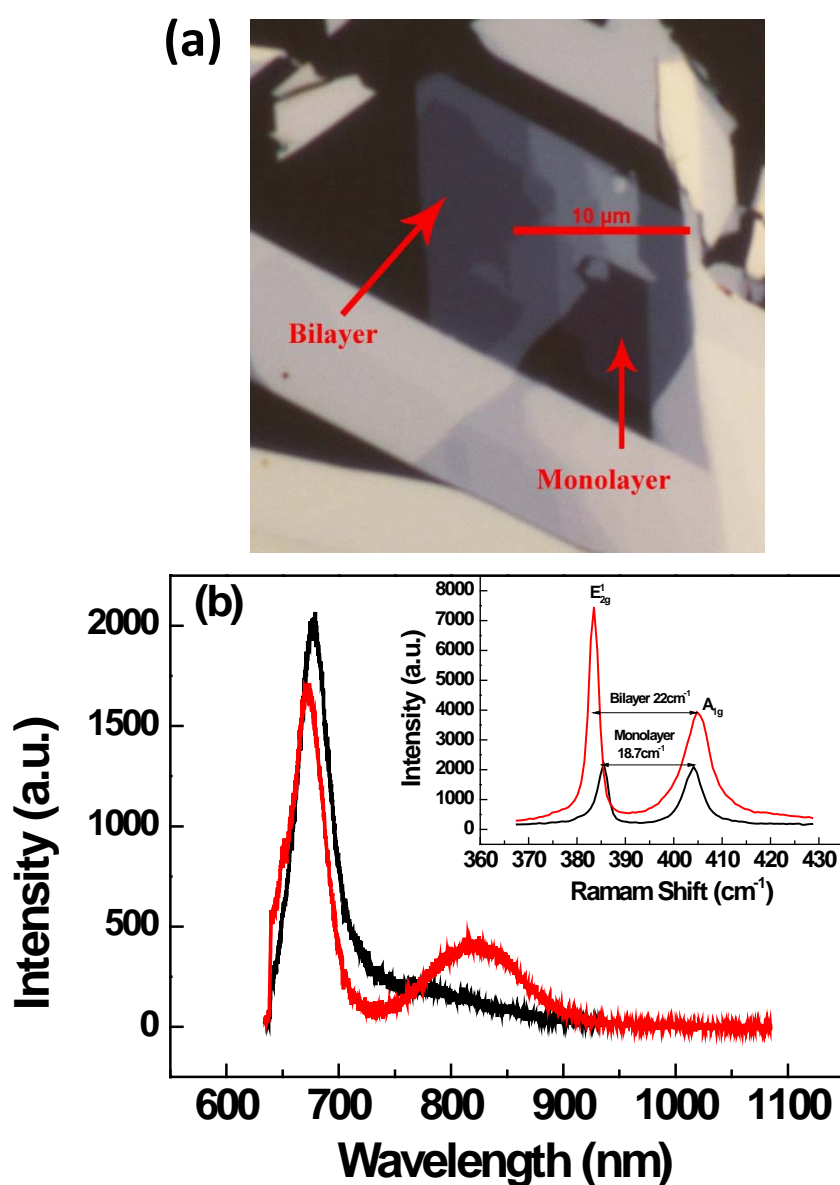 (a)
10 µm
Bilayer
Monolayer
(b)
Intensity (a.u.)
2000
1500
1000
500
0
600 700 800 900 1000 1100
Wavelength (nm)
Intensity (a.u.)
8000
7000
6000
5000
4000
3000
2000
1000
0
E¹2g
Bilayer 22cm⁻¹
A1g
Monolayer
18.7cm⁻¹
360 370 380 390 400 410 420 430
Ramam Shift (cm⁻¹)